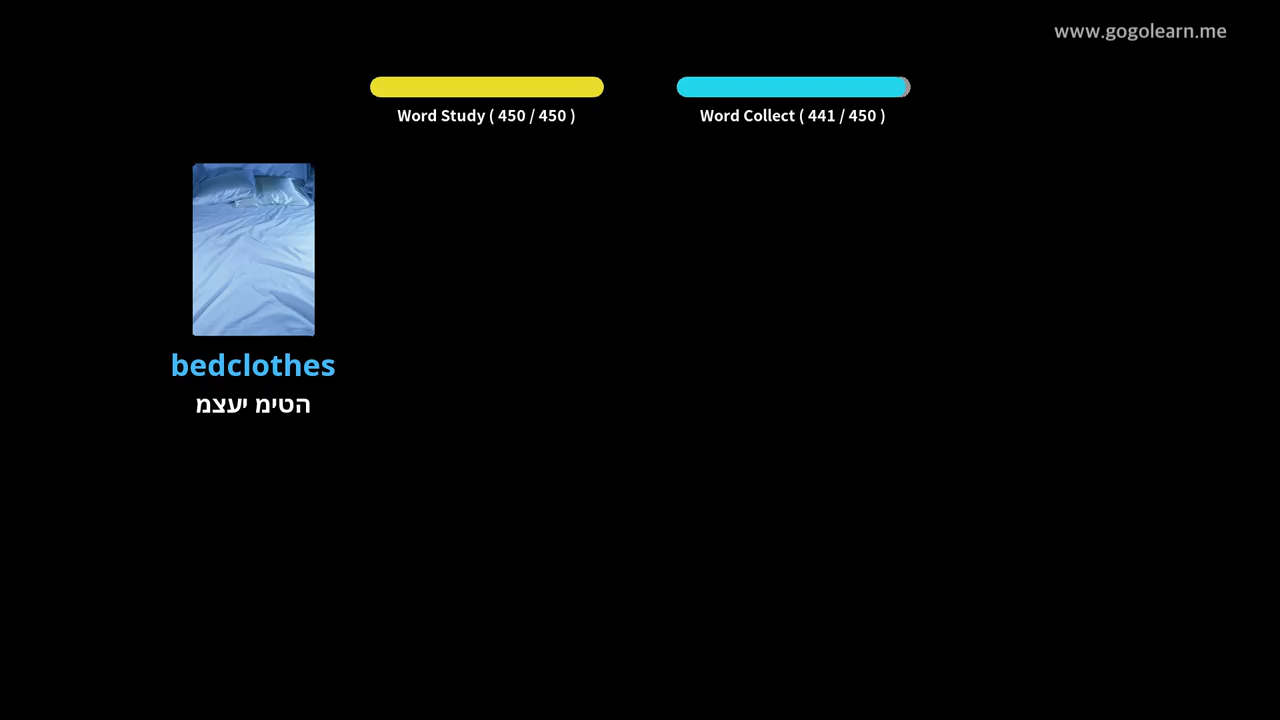 www.gogolearn.me
Word Study ( 450 / 450 )
Word Collect ( 441 / 450 )
bedclothes
הטימ יעצמ